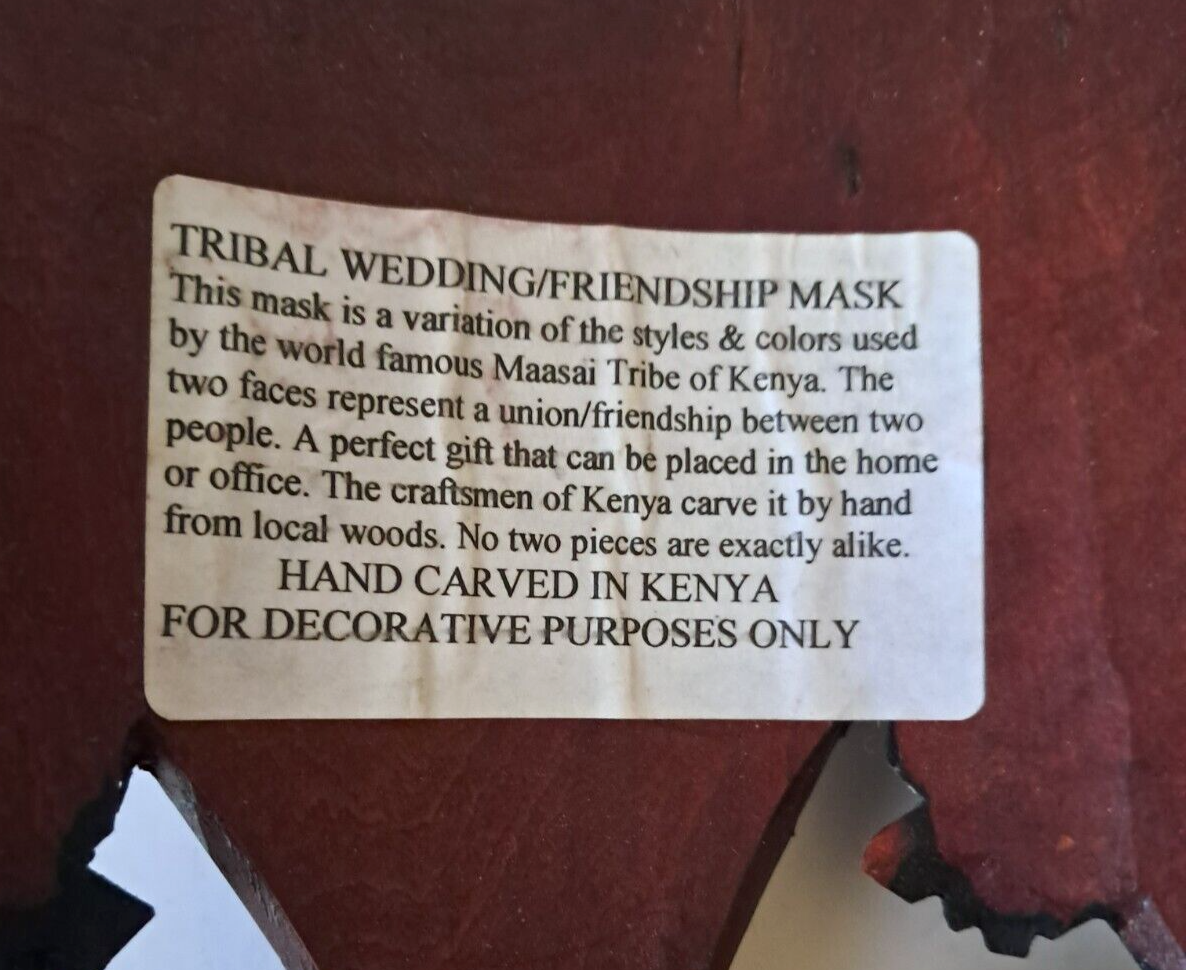 TRIBAL WEDDING/FRIENDSHIP MASK
This mask is a variation of the styles & colors used
by the world famous Maasai Tribe of Kenya. The
two faces represent a union/friendship between two
people. A perfect gift that can be placed in the home
or office. The craftsmen of Kenya carve it by hand
from local woods. No two pieces are exactly alike.
HAND CARVED IN KENYA
FOR DECORATIVE PURPOSES ONLY